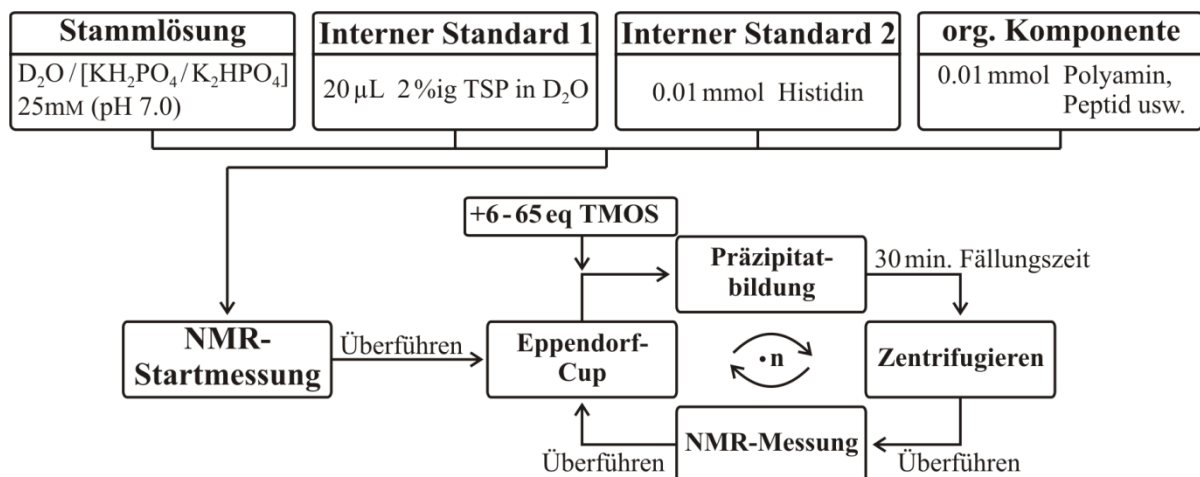 Stammlösung
D₂O / [KH₂PO₄ / K₂HPO₄]
25mM (pH 7.0)
Interner Standard 1
20 µL 2 %ig TSP in D₂O
Interner Standard 2
0.01 mmol Histidin
org. Komponente
0.01 mmol Polyamin,
Peptid usw.
+6 - 65 eq TMOS
Präzipitat-
bildung
30 min. Fällungszeit
NMR-
Startmessung
Überführen
Eppendorf-
Cup
· n
Zentrifugieren
NMR-Messung
Überführen
Überführen